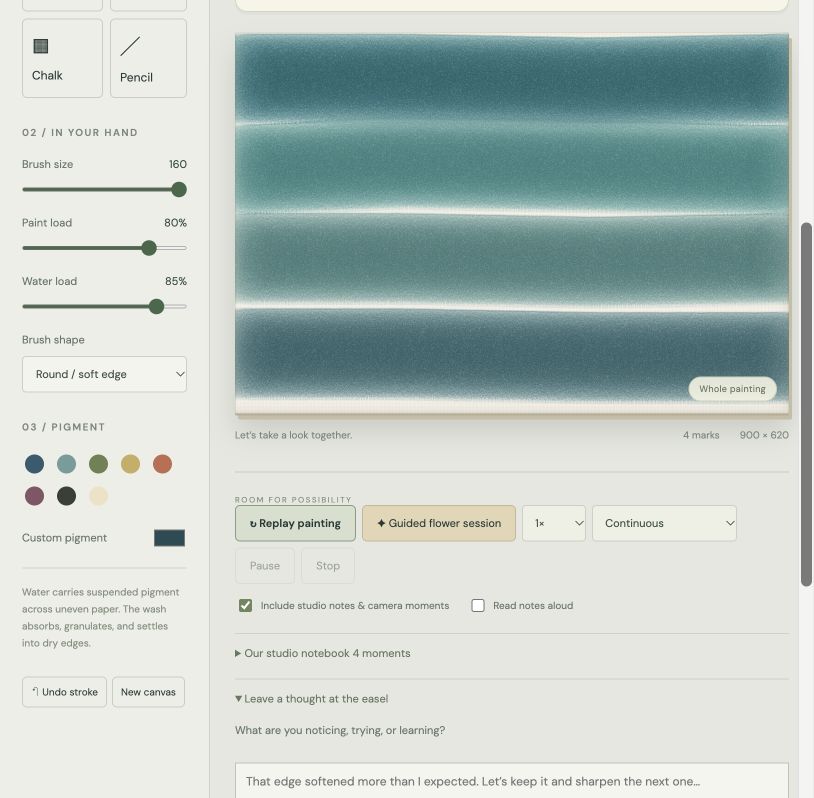 Chalk
Pencil
02 / IN YOUR HAND
Brush size 160
Paint load 80%
Water load 85%
Brush shape
Round / soft edge
03 / PIGMENT
Custom pigment
Water carries suspended pigment
across uneven paper. The wash
absorbs, granulates, and settles
into dry edges.
Undo stroke
New canvas
Whole painting
Let's take a look together.
4 marks
900 × 620
ROOM FOR POSSIBILITY
↻ Replay painting
✦ Guided flower session
1×
Continuous
Pause
Stop
Include studio notes & camera moments
Read notes aloud
Our studio notebook 4 moments
Leave a thought at the easel
What are you noticing, trying, or learning?
That edge softened more than I expected. Let's keep it and sharpen the next one...